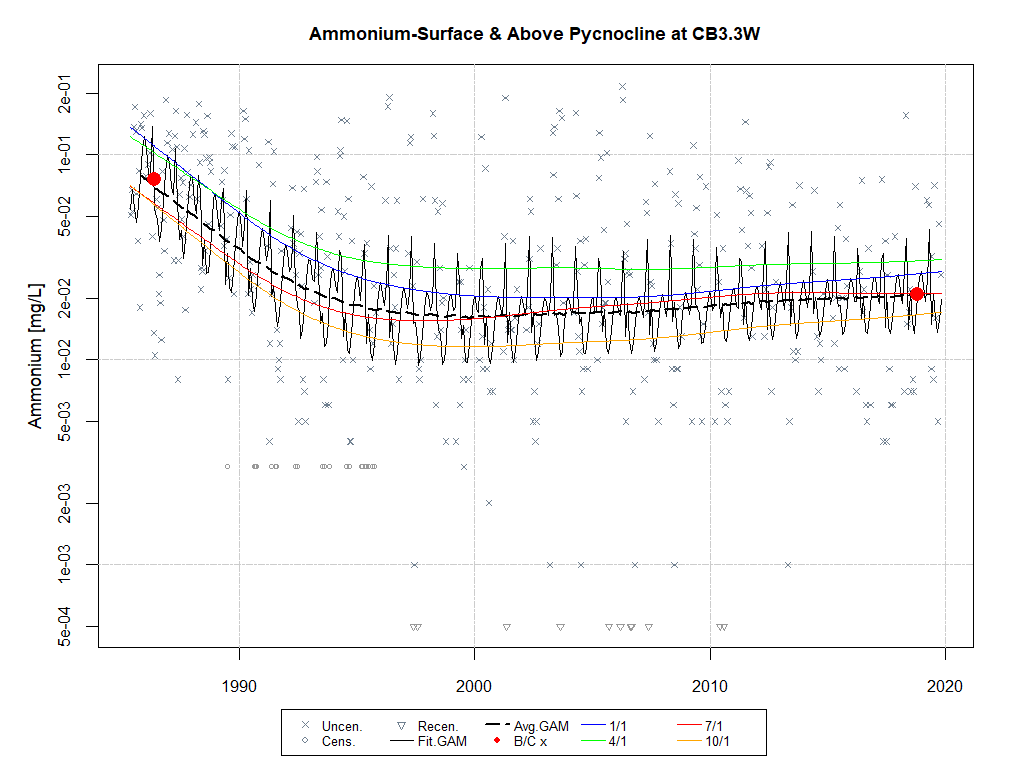 Ammonium-Surface & Above Pycnocline at CB3.3W
Ammonium [mg/L]
2e-01
1e-01
5e-02
2e-02
1e-02
5e-03
2e-03
1e-03
5e-04
1990 2000 2010 2020
Uncen. Recen. Avg.GAM 1/1 7/1
Cens. Fit.GAM B/C x 4/1 10/1